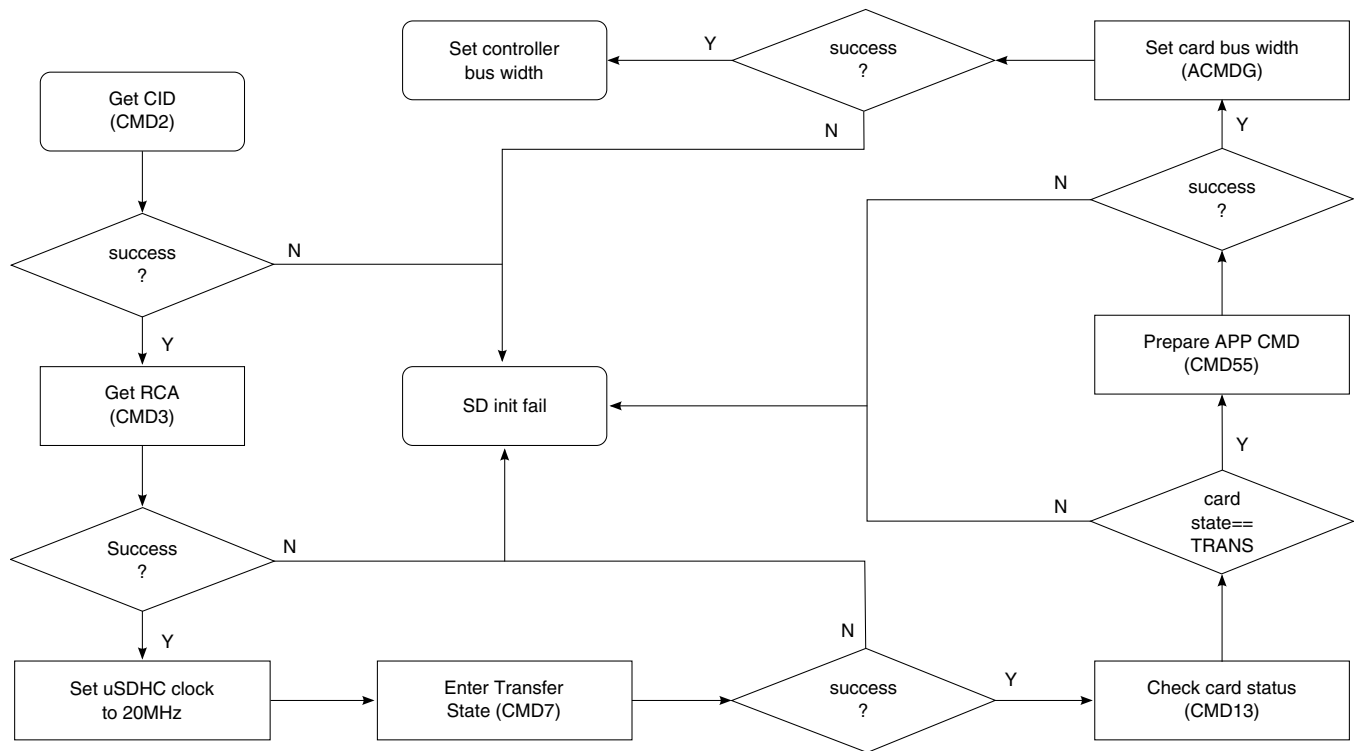 Get CID
(CMD2)
success
?
N
Y
Get RCA
(CMD3)
Success
?
N
Y
Set uSDHC clock
to 20MHz
Enter Transfer
State (CMD7)
success
?
N
Y
Check card status
(CMD13)
card
state==
TRANS
N
Y
Prepare APP CMD
(CMD55)
success
?
N
Y
Set card bus width
(ACMDG)
success
?
N
Y
Set controller
bus width
SD init fail